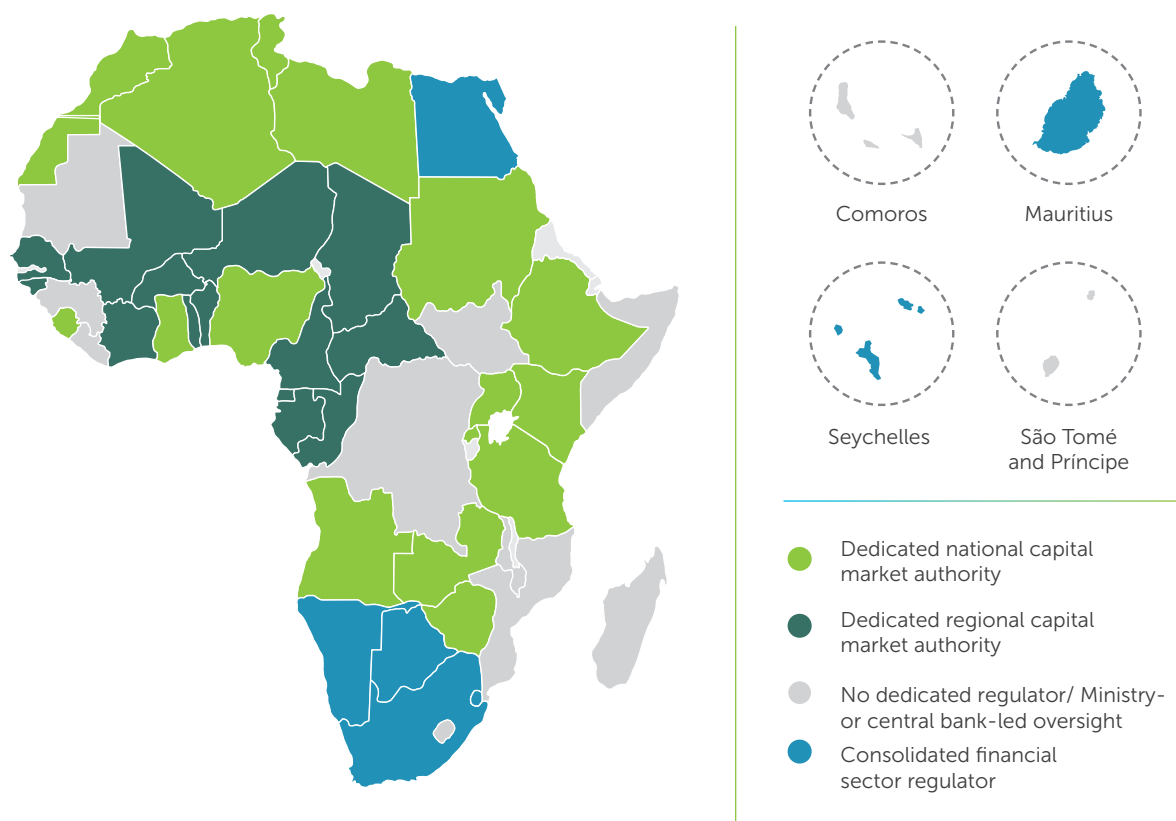 Comoros
Mauritius
Seychelles
São Tomé
and Príncipe
Dedicated national capital
market authority
Dedicated regional capital
market authority
No dedicated regulator/ Ministry-
or central bank-led oversight
Consolidated financial
sector regulator